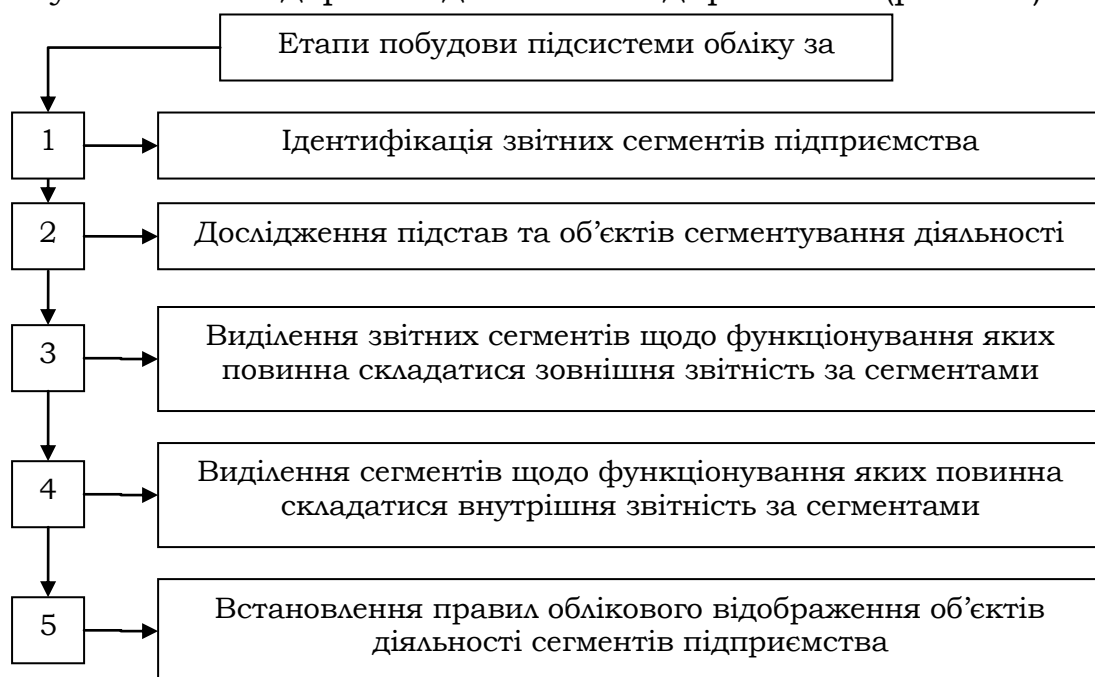 Етапи побудови підсистеми обліку за
1
Ідентифікація звітних сегментів підприємства
2
Дослідження підстав та об’єктів сегментування діяльності
3
Виділення звітних сегментів щодо функціонування яких
повинна складатися зовнішня звітність за сегментами
4
Виділення сегментів щодо функціонування яких повинна
складатися внутрішня звітність за сегментами
5
Встановлення правил облікового відображення об’єктів
діяльності сегментів підприємства